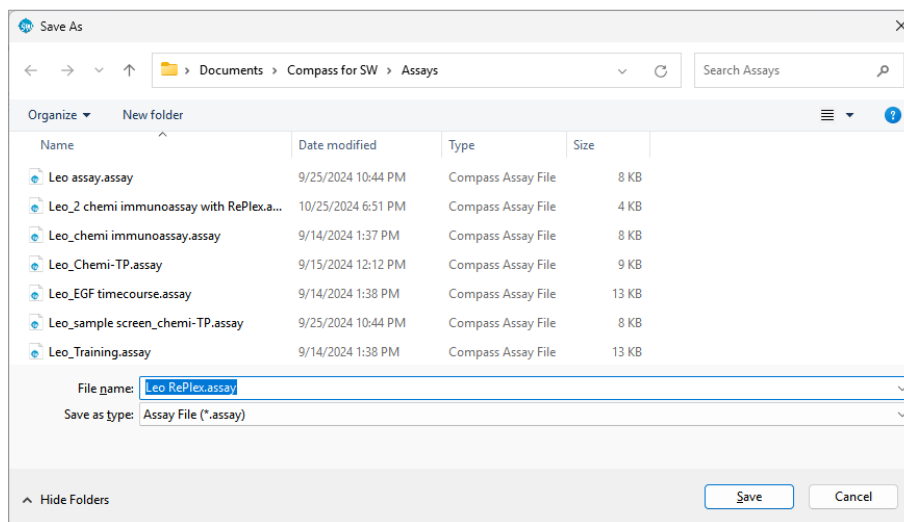 SW Save As
Documents > Compass for SW > Assays
Search Assays
Organize
New folder
Name Date modified Type Size
Leo assay.assay 9/25/2024 10:44 PM Compass Assay File 8 KB
Leo_2 chemi immunoassay with RePlex.a... 10/25/2024 6:51 PM Compass Assay File 4 KB
Leo_chemi immunoassay.assay 9/14/2024 1:37 PM Compass Assay File 8 KB
Leo_Chemi-TP.assay 9/15/2024 12:12 PM Compass Assay File 9 KB
Leo_EGF timecourse.assay 9/14/2024 1:38 PM Compass Assay File 13 KB
Leo_sample screen_chemi-TP.assay 9/25/2024 10:44 PM Compass Assay File 8 KB
Leo_Training.assay 9/14/2024 1:38 PM Compass Assay File 13 KB
File name: Leo RePlex.assay
Save as type: Assay File (*.assay)
Hide Folders
Save
Cancel